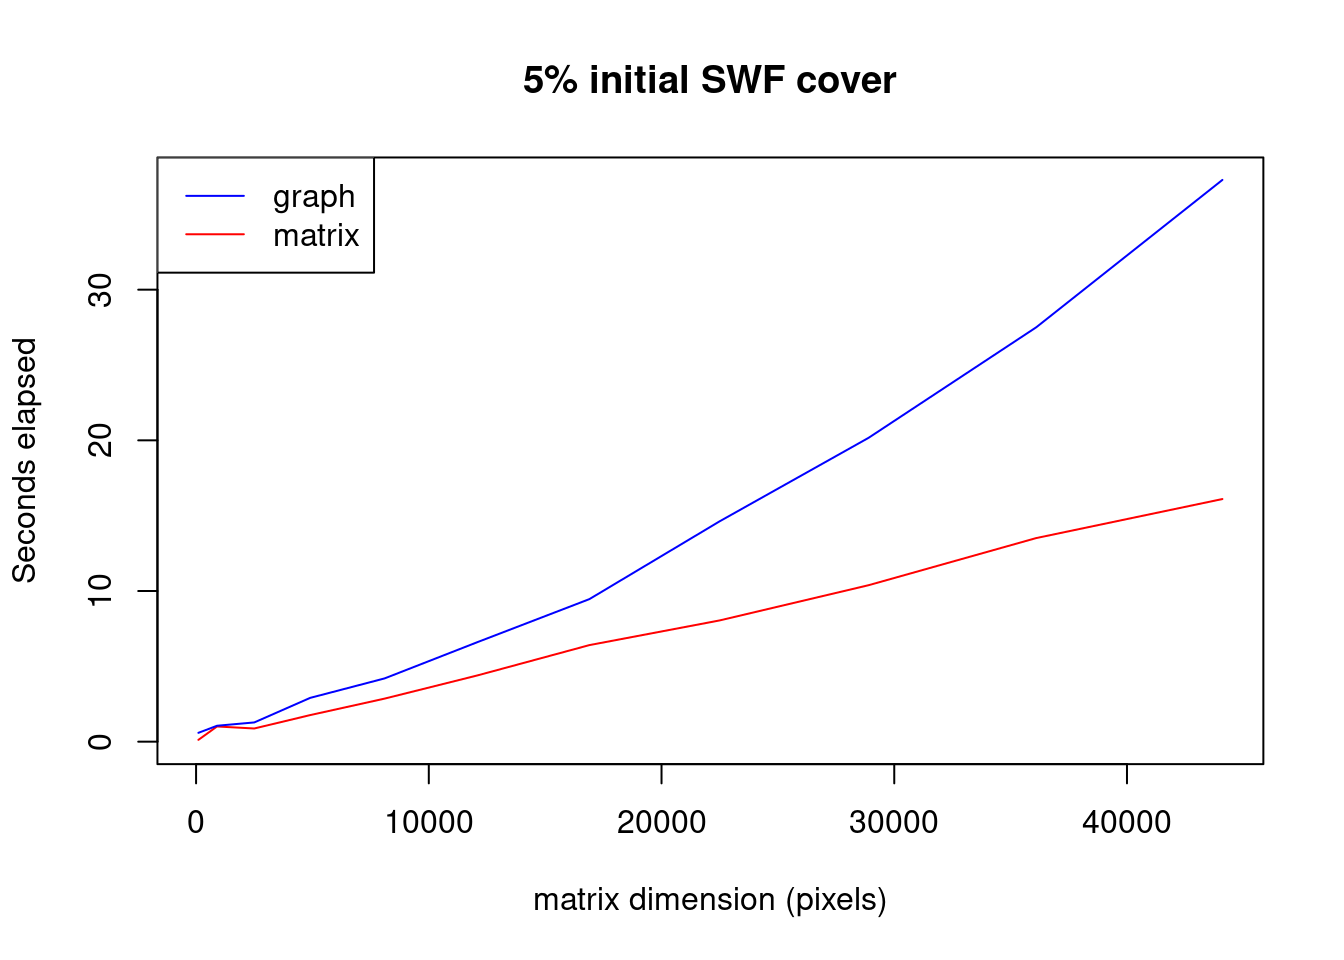 5% initial SWF cover
graph
matrix
Seconds elapsed
30
20
10
0
0 10000 20000 30000 40000
matrix dimension (pixels)